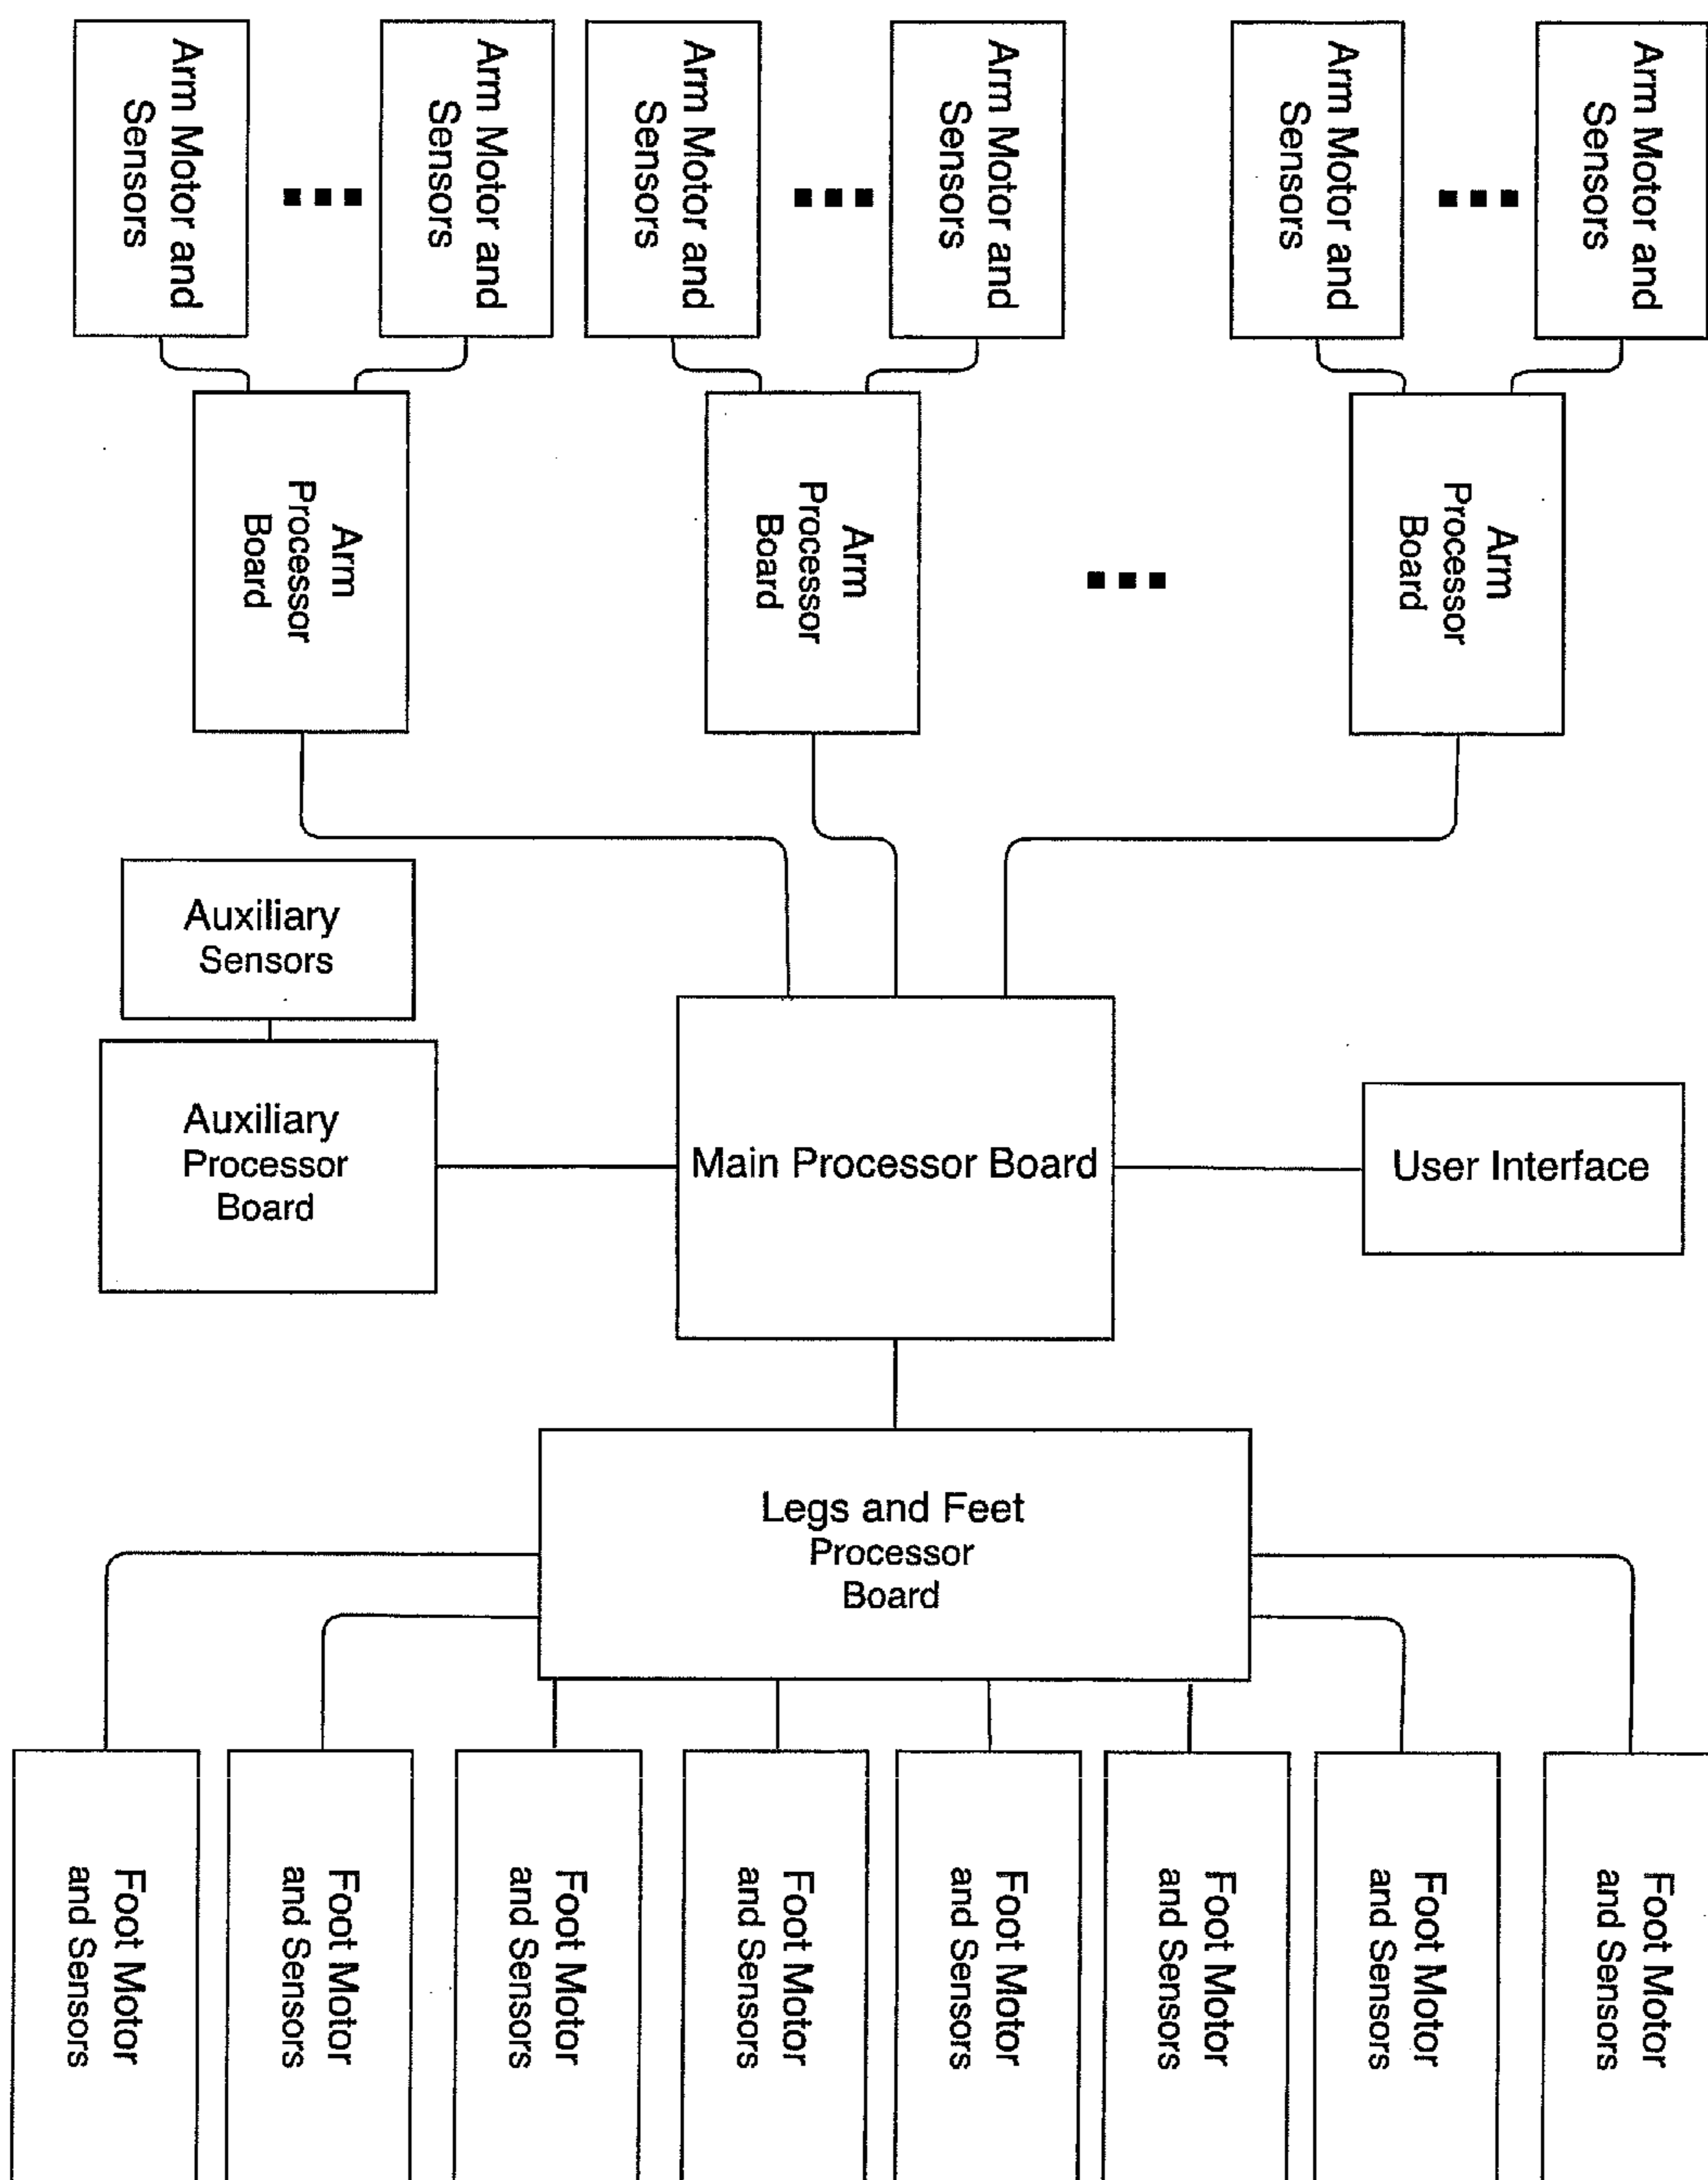 Arm Motor and
Sensors
Arm Motor and
Sensors
Arm Motor and
Sensors
Arm Motor and
Sensors
Arm Motor and
Sensors
Arm Motor and
Sensors
Arm
Processor
Board
Arm
Processor
Board
Arm
Processor
Board
Auxiliary
Sensors
Auxiliary
Processor
Board
Main Processor Board
User Interface
Legs and Feet
Processor
Board
Foot Motor
and Sensors
Foot Motor
and Sensors
Foot Motor
and Sensors
Foot Motor
and Sensors
Foot Motor
and Sensors
Foot Motor
and Sensors
Foot Motor
and Sensors
Foot Motor
and Sensors